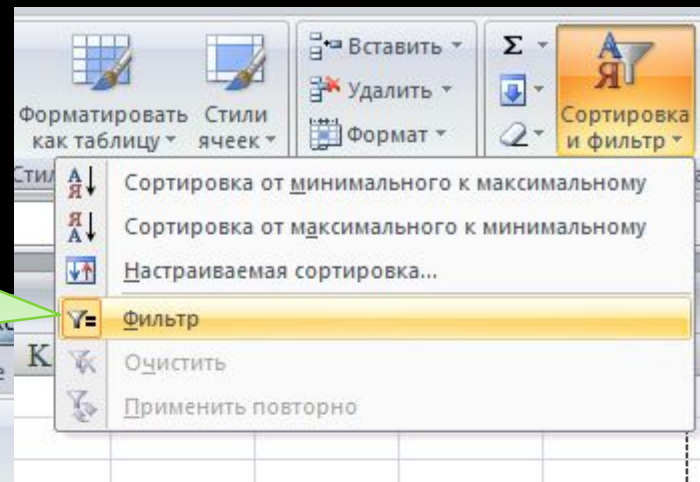 Вставить
Σ
Удалить
Форматировать Стили
как таблицу ячеек
Формат
Сортировка
и фильтр
Сортировка от минимального к максимальному
Сортировка от максимального к минимальному
Настраиваемая сортировка...
Фильтр
K
Очистить
Применить повторно